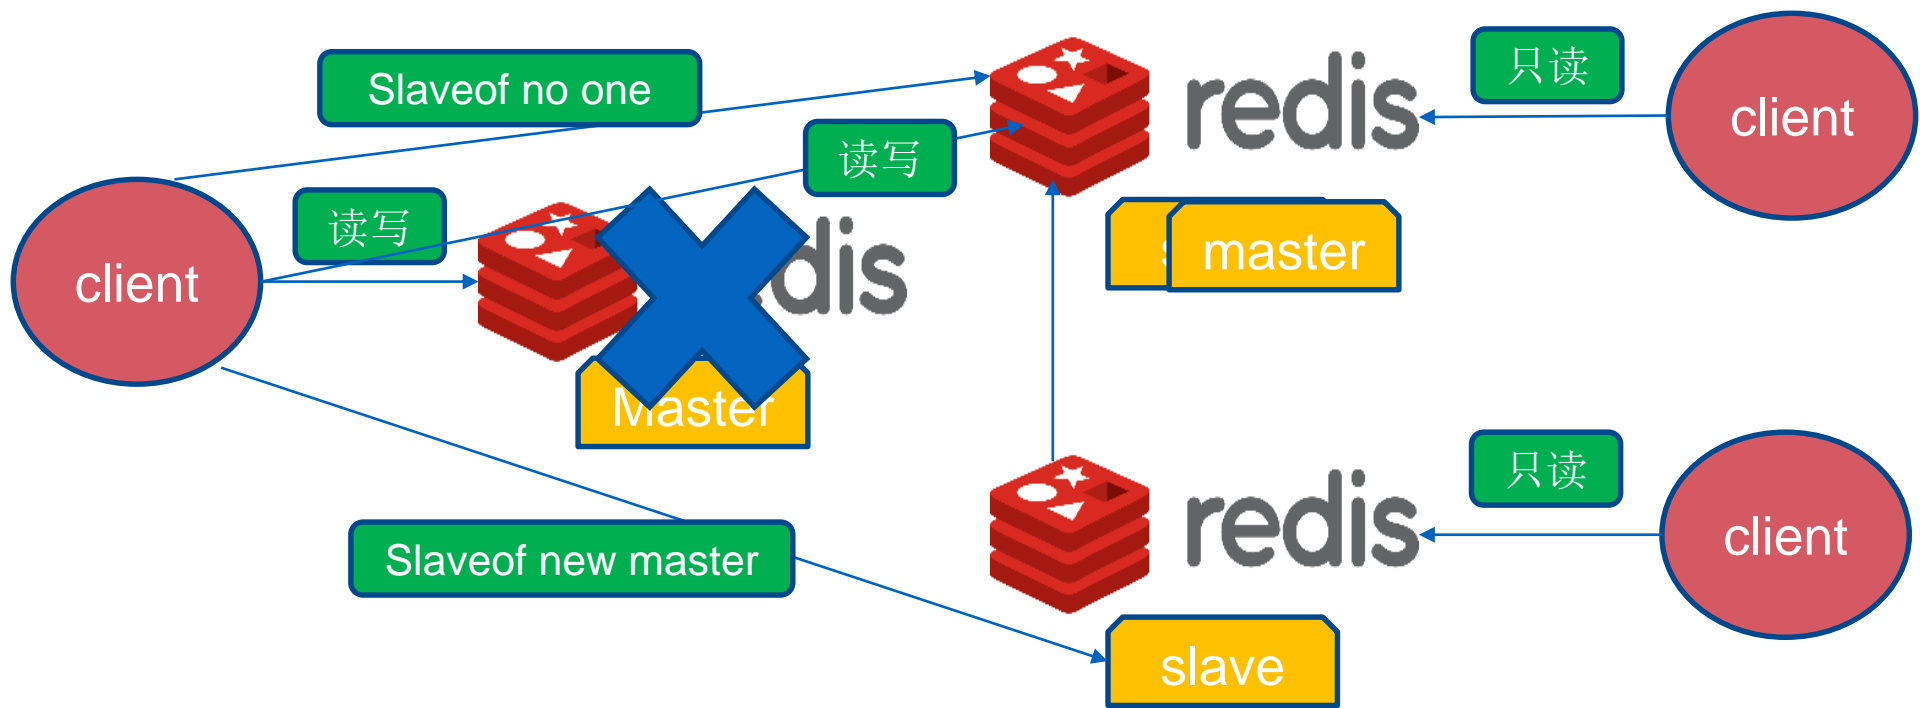 Slaveof no one
redis
只读
client
读写
读写
client
dis
master
Master
redis
只读
client
Slaveof new master
slave